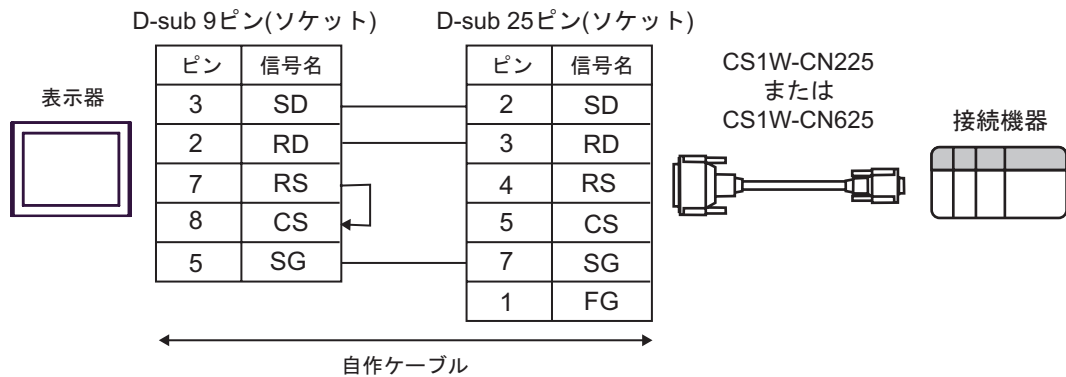 D-sub 9ピン(ソケット)
D-sub 25ピン(ソケット)
表示器
ピン 信号名
3 SD
2 RD
7 RS
8 CS
5 SG
ピン 信号名
2 SD
3 RD
4 RS
5 CS
7 SG
1 FG
CS1W-CN225
または
CS1W-CN625
接続機器
自作ケーブル